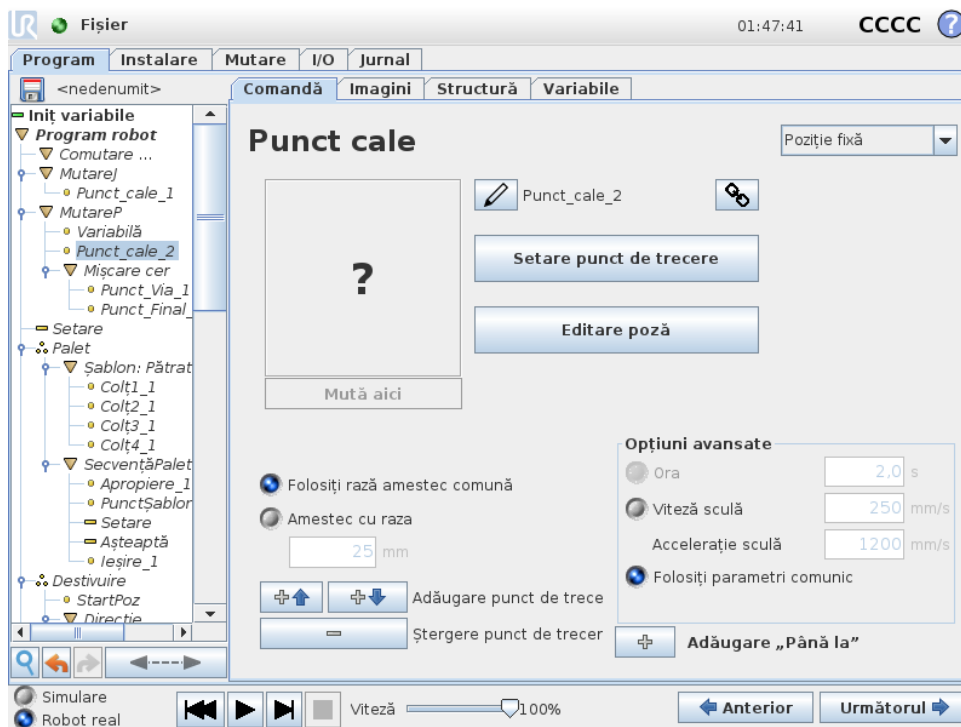 UR Fișier 01:47:41 CCCC ?
Program Instalare Mutare I/O Jurnal
<nedenumit> Comandă Imagini Structură Variabile
Iniț variabile
Program robot
Comutare ...
MutareJ
Punct_cale_1
MutareP
Variabilă
Punct_cale_2
Mișcare cer
Punct_Via_1
Punct_Final_
Setare
Palet
Șablon: Pătrat
Colț1_1
Colț2_1
Colț3_1
Colț4_1
SecvențăPalet
Apropiere_1
PunctȘablor
Setare
Așteaptă
Ieșire_1
Destivuire
StartPoz
Direcție
Punct cale
Poziție fixă
?
Mută aici
Punct_cale_2
Setare punct de trecere
Editare poză
Folosiți rază amestec comună
Amestec cu raza
25 mm
Adăugare punct de trece
Ștergere punct de trecer
Opțiuni avansate
Ora 2,0 s
Viteză sculă 250 mm/s
Accelerație sculă 1200 mm/s
Folosiți parametri comunic
Adăugare „Până la”
Simulare
Robot real
Viteză 100%
Anterior Următorul